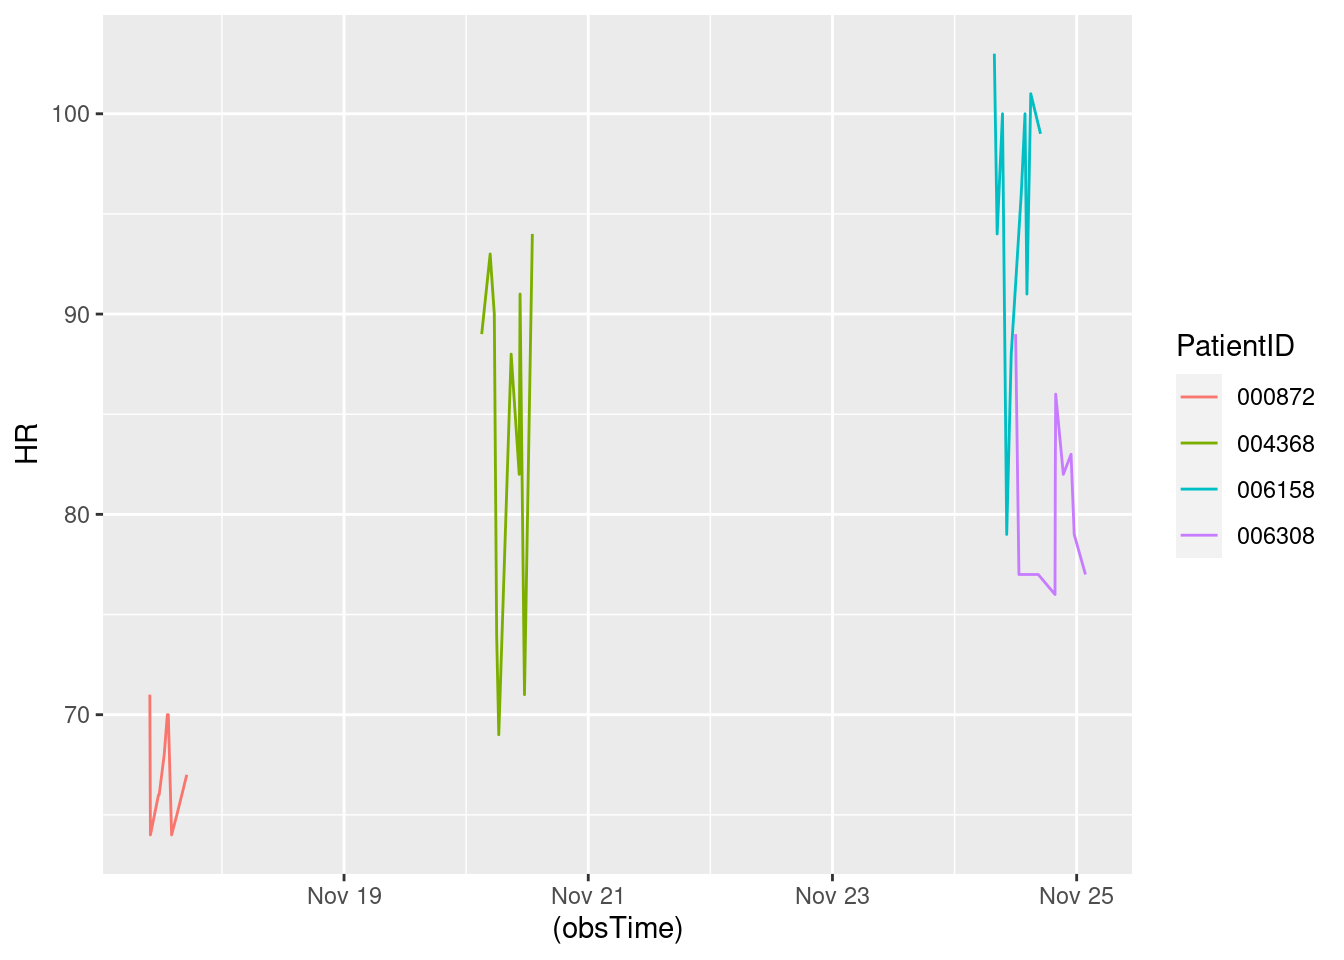 100
90
80
70
HR
Nov 19
Nov 21
Nov 23
Nov 25
(obsTime)
PatientID
000872
004368
006158
006308